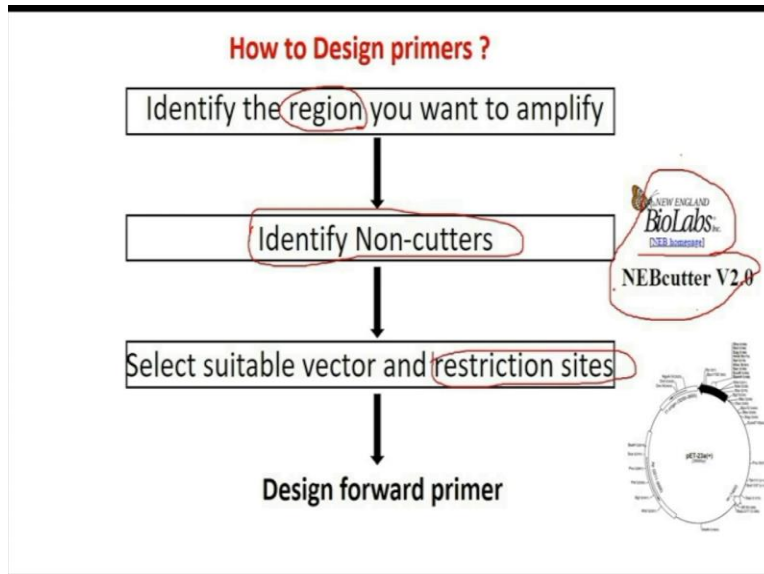 How to Design primers ?
Identify the region you want to amplify
Identify Non-cutters
NEW ENGLAND
BioLabs Inc.
[NEB homepage]
NEBcutter V2.0
Select suitable vector and restriction sites
pET-23a(+)
Design forward primer